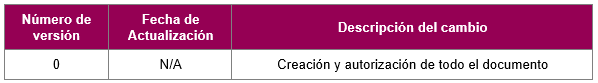 Número de
versión
Fecha de
Actualización
Descripción del cambio
0
N/A
Creación y autorización de todo el documento